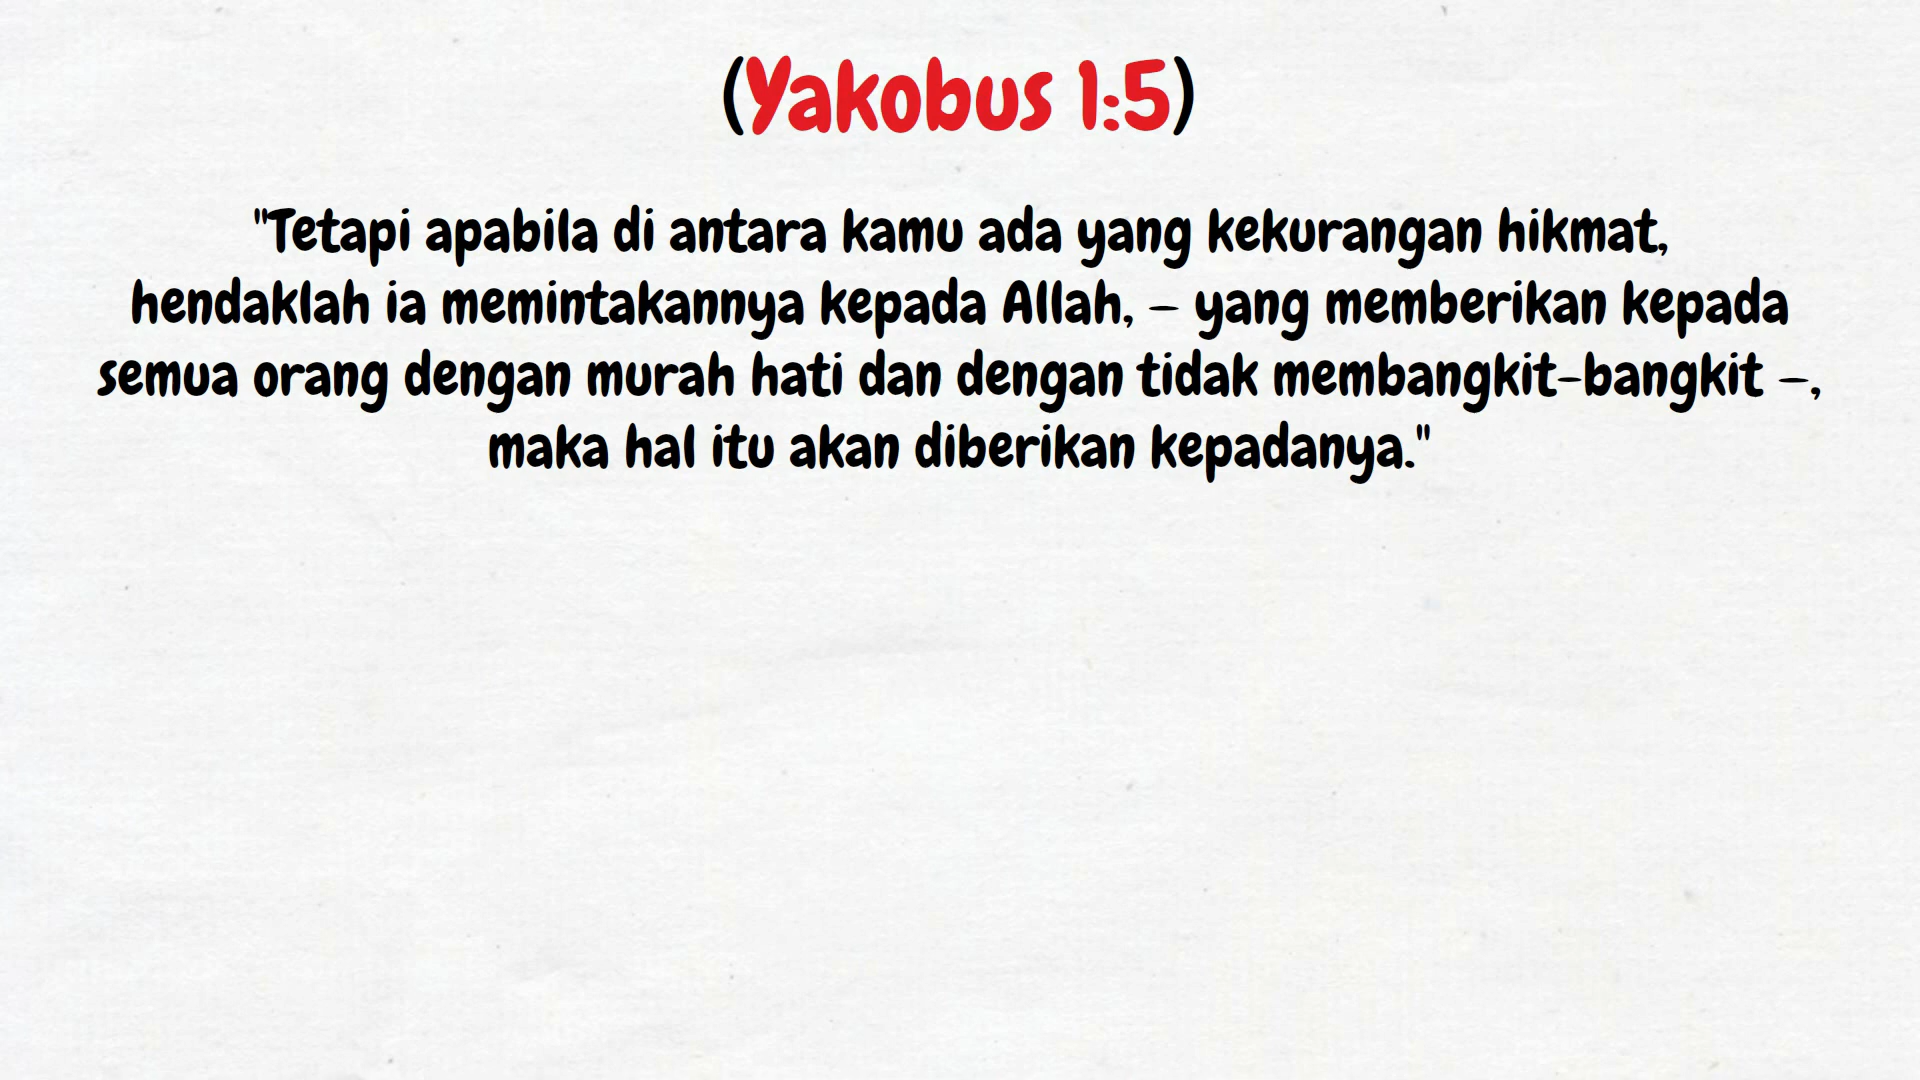 (Yakobus 1:5)
"Tetapi apabila di antara kamu ada yang kekurangan hikmat,
hendaklah ia memintakannya kepada Allah, – yang memberikan kepada
semua orang dengan murah hati dan dengan tidak membangkit-bangkit –,
maka hal itu akan diberikan kepadanya."